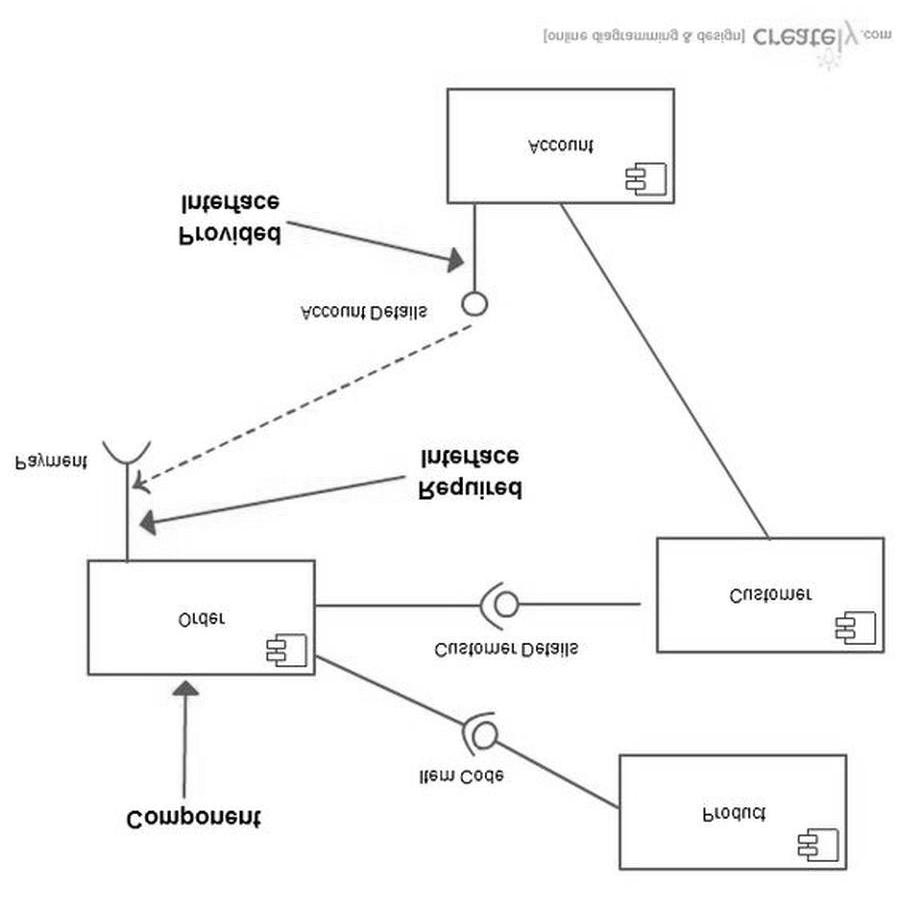 Component
Product
Item Code
Customer Details
Order
Customer
Required
Interface
Payment
Account Details
Provided
Interface
Account
[online diagramming & design] creately.com